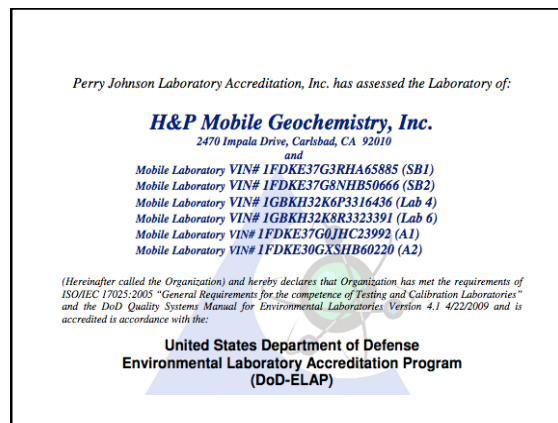 Perry Johnson Laboratory Accreditation, Inc. has assessed the Laboratory of:
H&P Mobile Geochemistry, Inc.
2470 Impala Drive, Carlsbad, CA 92010
and
Mobile Laboratory VIN# 1FDKE37G3RHA65885 (SB1)
Mobile Laboratory VIN# 1FDKE37G8NHB50666 (SB2)
Mobile Laboratory VIN# 1GBKH32K6P3316436 (Lab 4)
Mobile Laboratory VIN# 1GBKH32K8R3323391 (Lab 6)
Mobile Laboratory VIN# 1FDKE37G0JHC23992 (A1)
Mobile Laboratory VIN# 1FDKE30GXSHB60220 (A2)
(Hereinafter called the Organization) and hereby declares that Organization has met the requirements of
ISO/IEC 17025:2005 “General Requirements for the competence of Testing and Calibration Laboratories”
and the DoD Quality Systems Manual for Environmental Laboratories Version 4.1 4/22/2009 and is
accredited is accordance with the:
United States Department of Defense
Environmental Laboratory Accreditation Program
(DoD-ELAP)